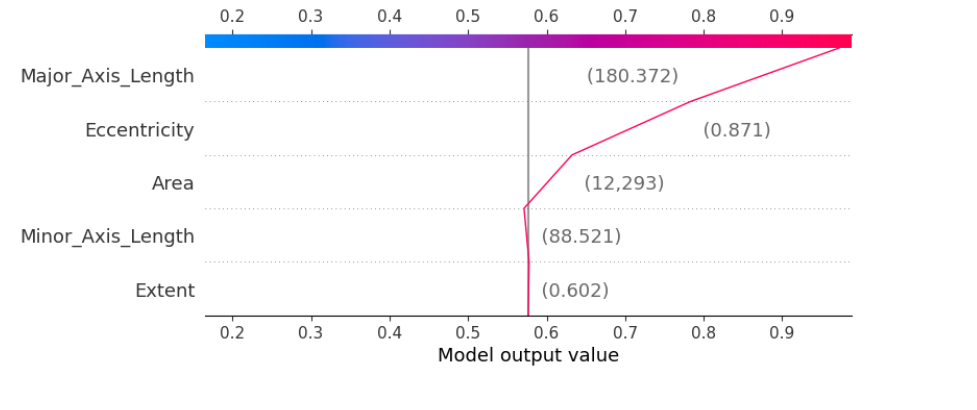 0.2 0.3 0.4 0.5 0.6 0.7 0.8 0.9
Major_Axis_Length (180.372)
Eccentricity (0.871)
Area (12,293)
Minor_Axis_Length (88.521)
Extent (0.602)
0.2 0.3 0.4 0.5 0.6 0.7 0.8 0.9
Model output value